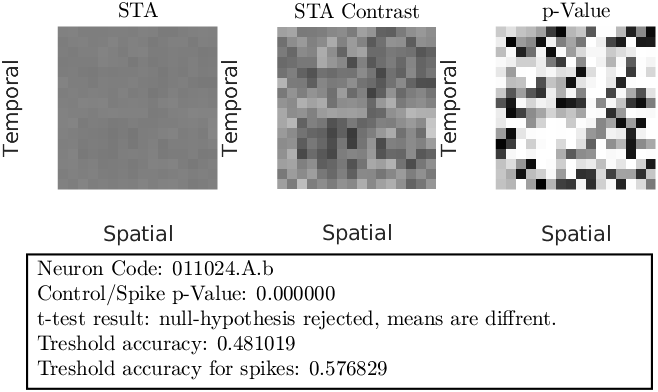 STA
STA Contrast
p-Value
Temporal
Temporal
Temporal
Spatial
Spatial
Spatial
Neuron Code: 011024.A.b
Control/Spike p-Value: 0.000000
t-test result: null-hypothesis rejected, means are diffrent.
Treshold accuracy: 0.481019
Treshold accuracy for spikes: 0.576829